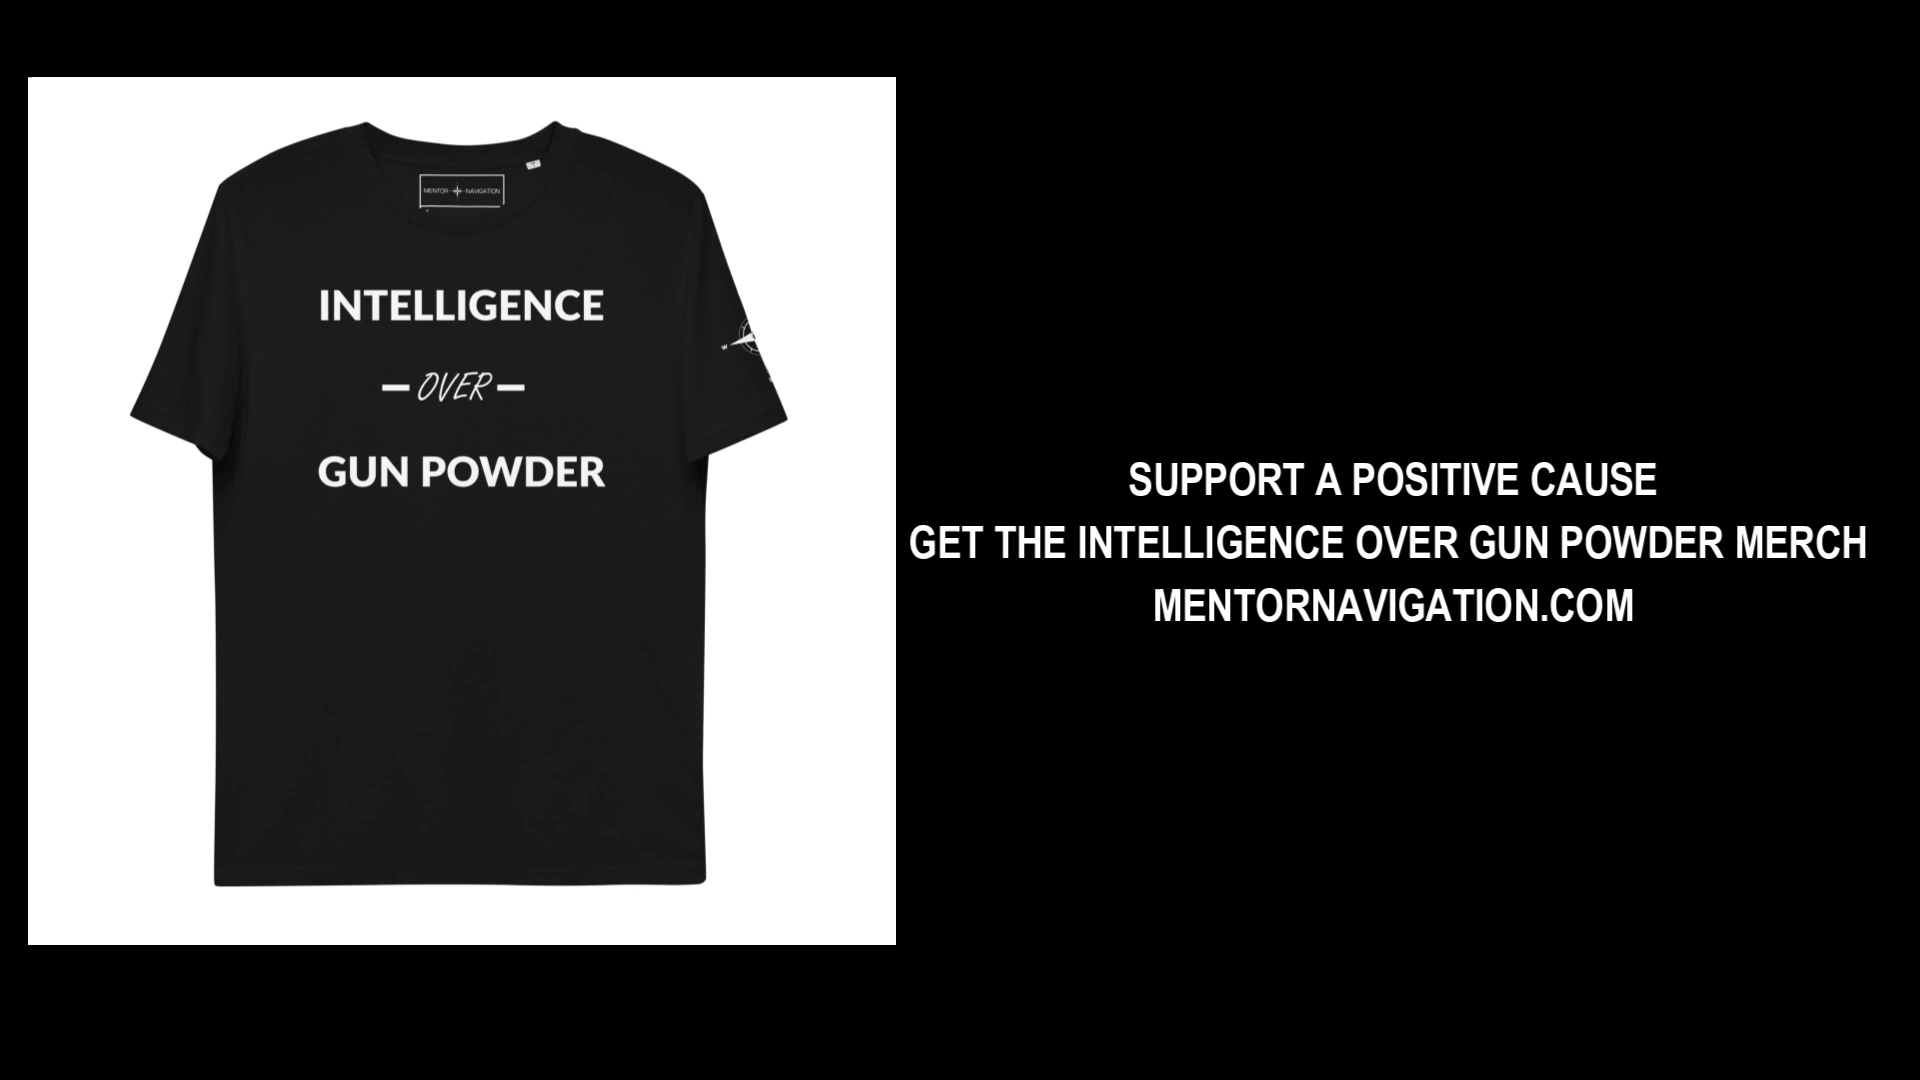 MENTOR NAVIGATION
INTELLIGENCE
OVER
GUN POWDER
W
SUPPORT A POSITIVE CAUSE
GET THE INTELLIGENCE OVER GUN POWDER MERCH
MENTORNAVIGATION.COM